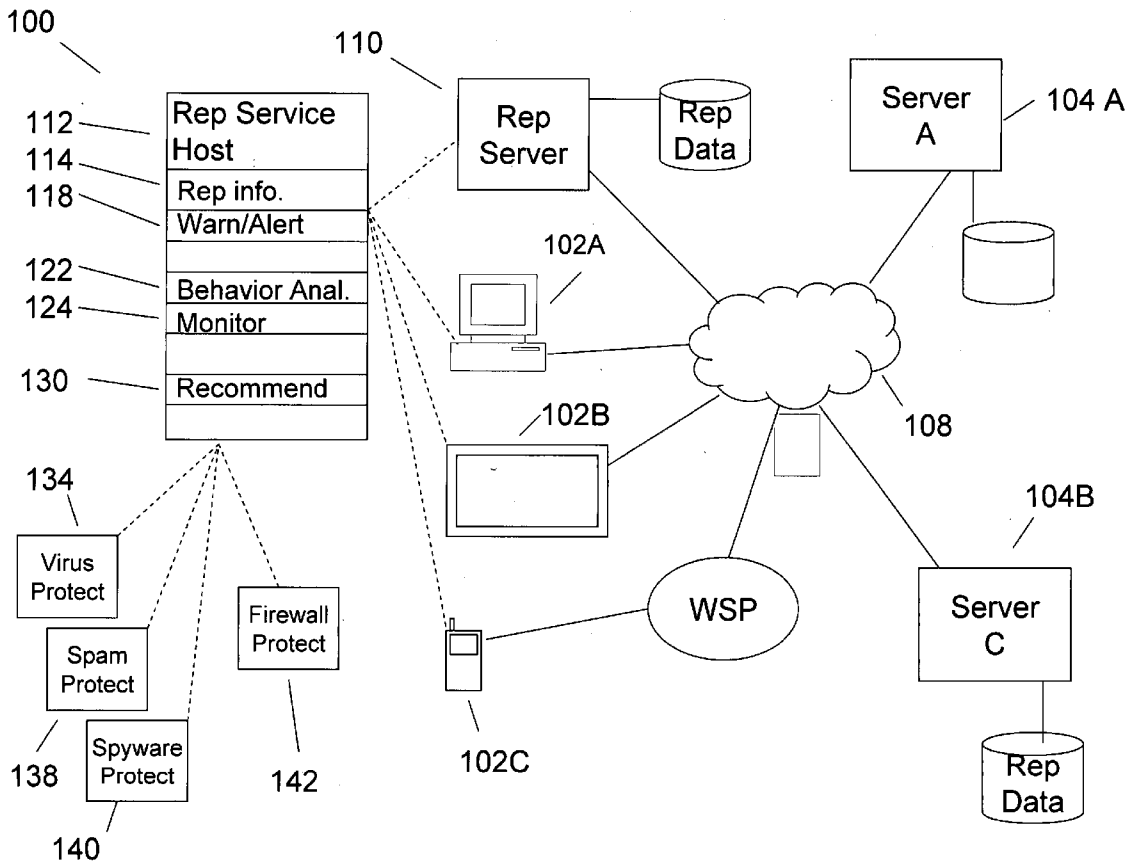 100
110
112
Rep Service
Host
114
Rep info.
118
Warn/Alert
122
Behavior Anal.
124
Monitor
130
Recommend
Rep
Server
Rep
Data
Server
A
104 A
102A
102B
108
134
Virus
Protect
Spam
Protect
138
Spyware
Protect
140
Firewall
Protect
142
102C
WSP
104B
Server
C
Rep
Data